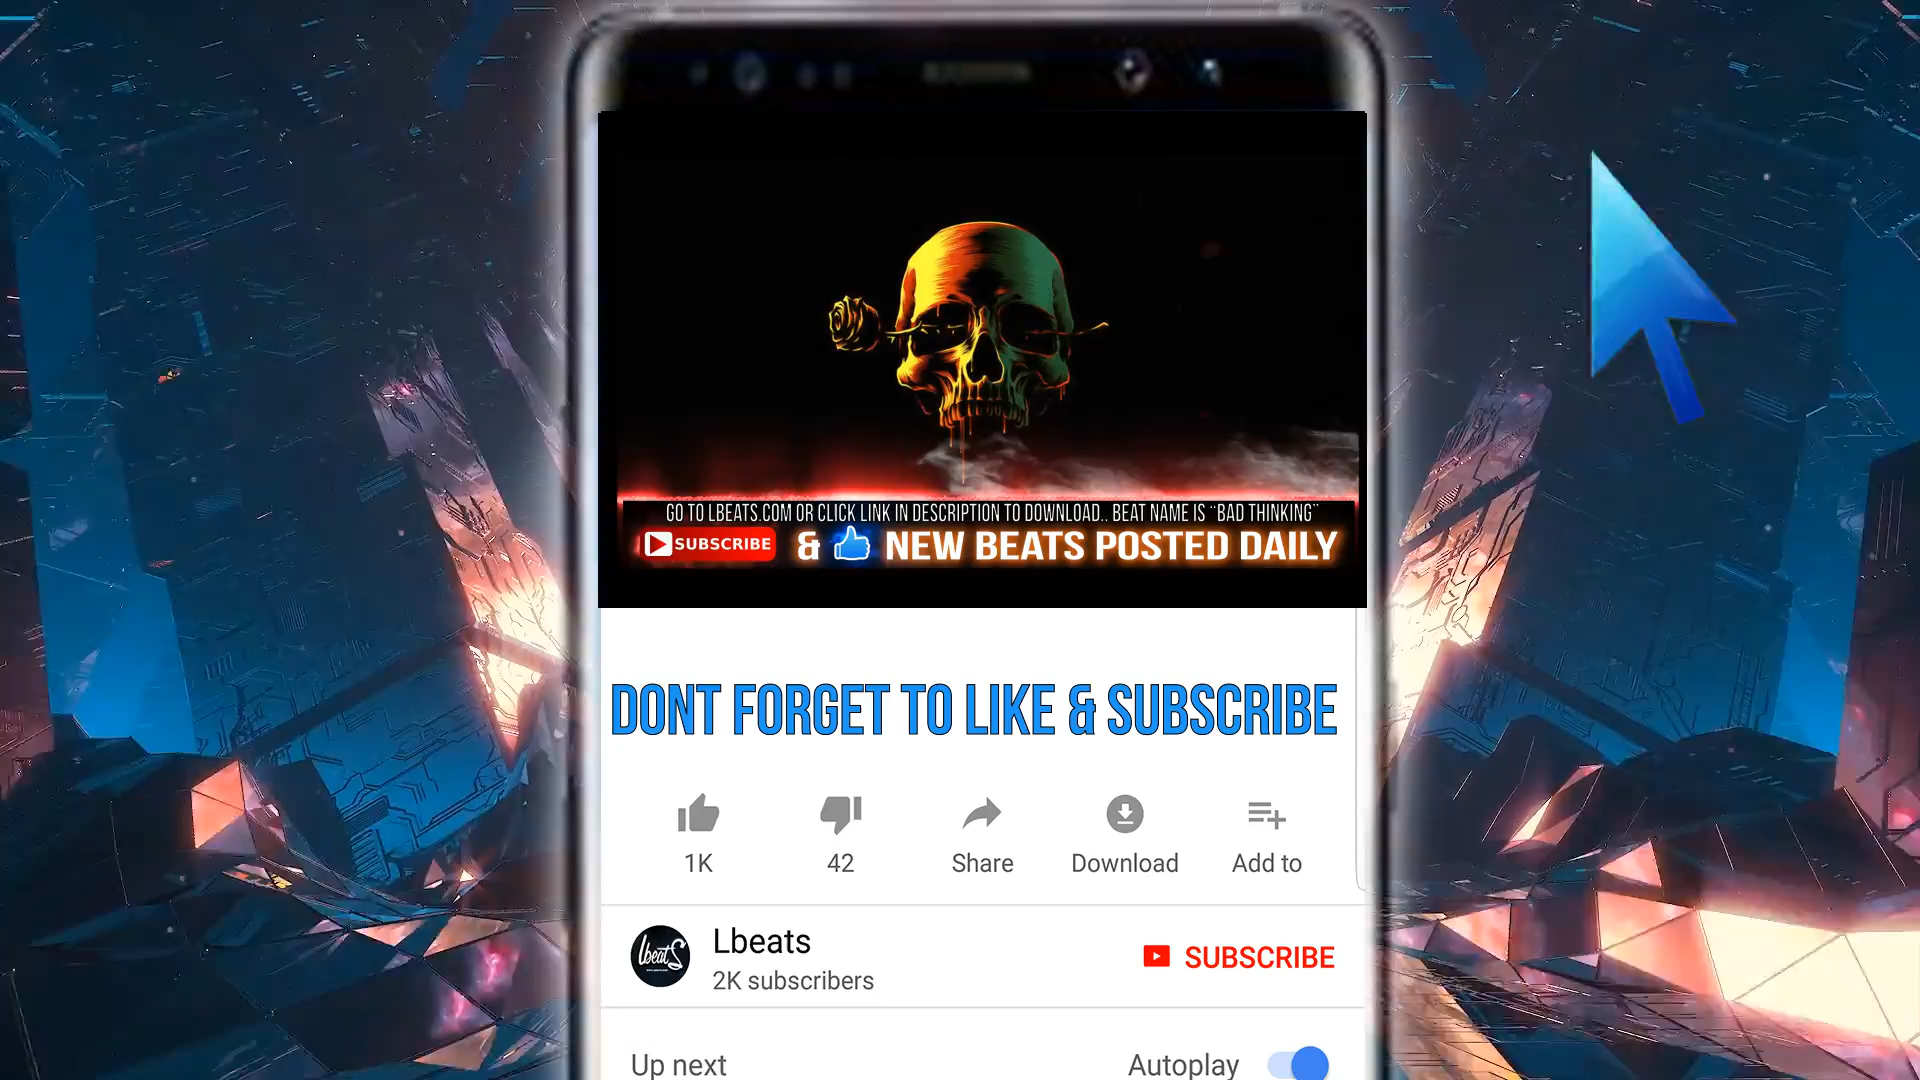 GO TO LBEATS.COM OR CLICK LINK IN DESCRIPTION TO DOWNLOAD.. BEAT NAME IS "BAD THINKING"
SUBSCRIBE & NEW BEATS POSTED DAILY
DONT FORGET TO LIKE & SUBSCRIBE
1K 42 Share Download Add to
lbeatS
Lbeats
2K subscribers
SUBSCRIBE
Up next Autoplay